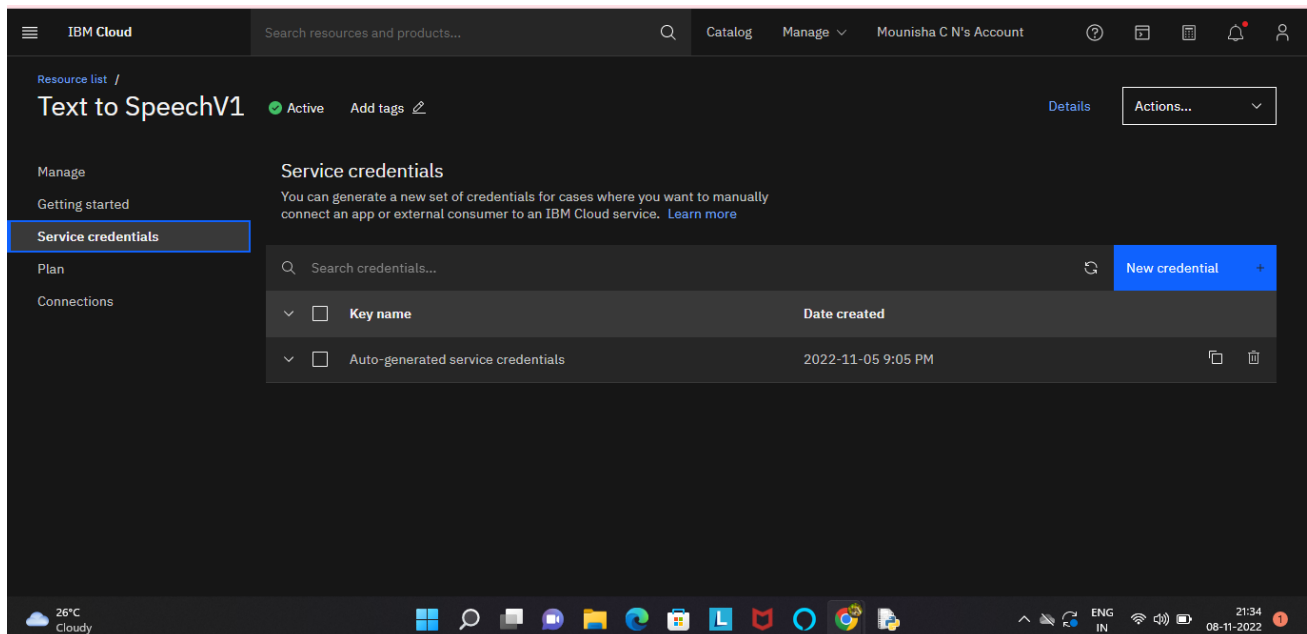 IBM Cloud
Search resources and products...
Catalog
Manage
Mounisha C N's Account
Resource list /
Text to SpeechV1
Active
Add tags
Details
Actions...
Manage
Getting started
Service credentials
Plan
Connections
Service credentials
You can generate a new set of credentials for cases where you want to manually
connect an app or external consumer to an IBM Cloud service. Learn more
Search credentials...
New credential +
Key name
Date created
Auto-generated service credentials
2022-11-05 9:05 PM
26°C
Cloudy
L
ENG
IN
21:34
08-11-2022
1